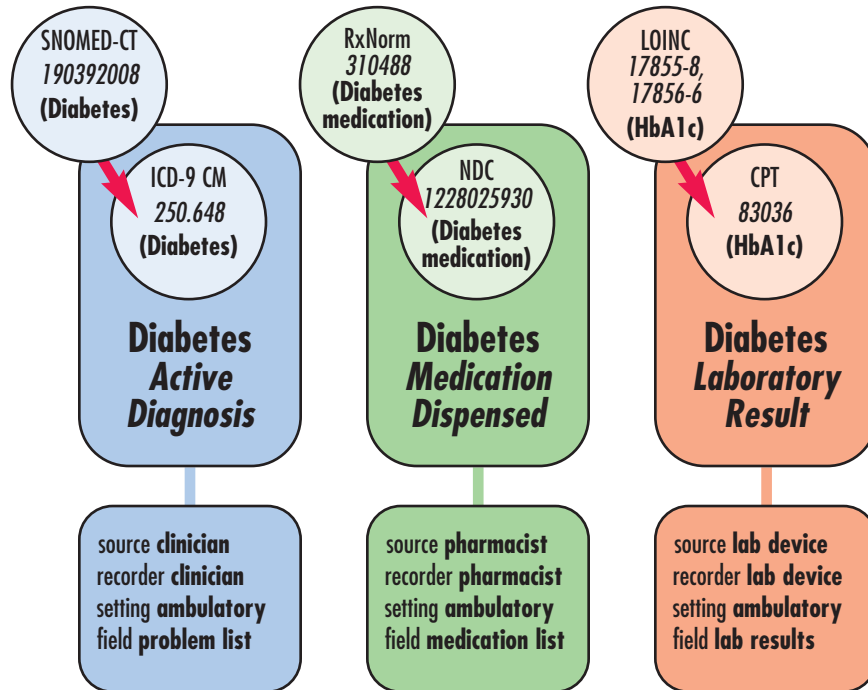 SNOMED-CT
190392008
(Diabetes)
ICD-9 CM
250.648
(Diabetes)
Diabetes
Active
Diagnosis
source clinician
recorder clinician
setting ambulatory
field problem list
RxNorm
310488
(Diabetes
medication)
NDC
1228025930
(Diabetes
medication)
Diabetes
Medication
Dispensed
source pharmacist
recorder pharmacist
setting ambulatory
field medication list
LOINC
17855-8,
17856-6
(HbA1c)
CPT
83036
(HbA1c)
Diabetes
Laboratory
Result
source lab device
recorder lab device
setting ambulatory
field lab results